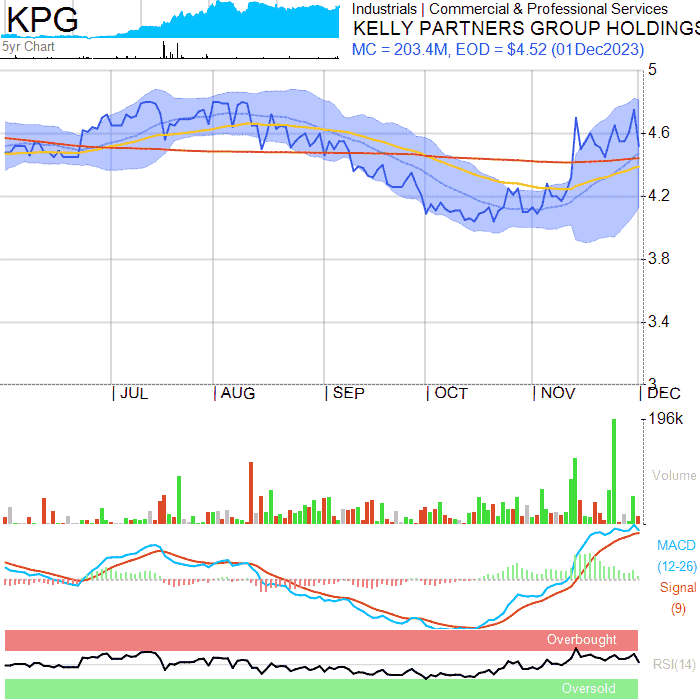 KPG
5yr Chart
Industrials | Commercial & Professional Services
KELLY PARTNERS GROUP HOLDINGS
MC = 203.4M, EOD = $4.52 (01Dec2023)
5
4.6
4.2
3.8
3.4
3
| JUL | AUG | SEP | OCT | NOV | DEC
196k
Volume
MACD
(12-26)
Signal
(9)
Overbought
RSI(14)
Oversold